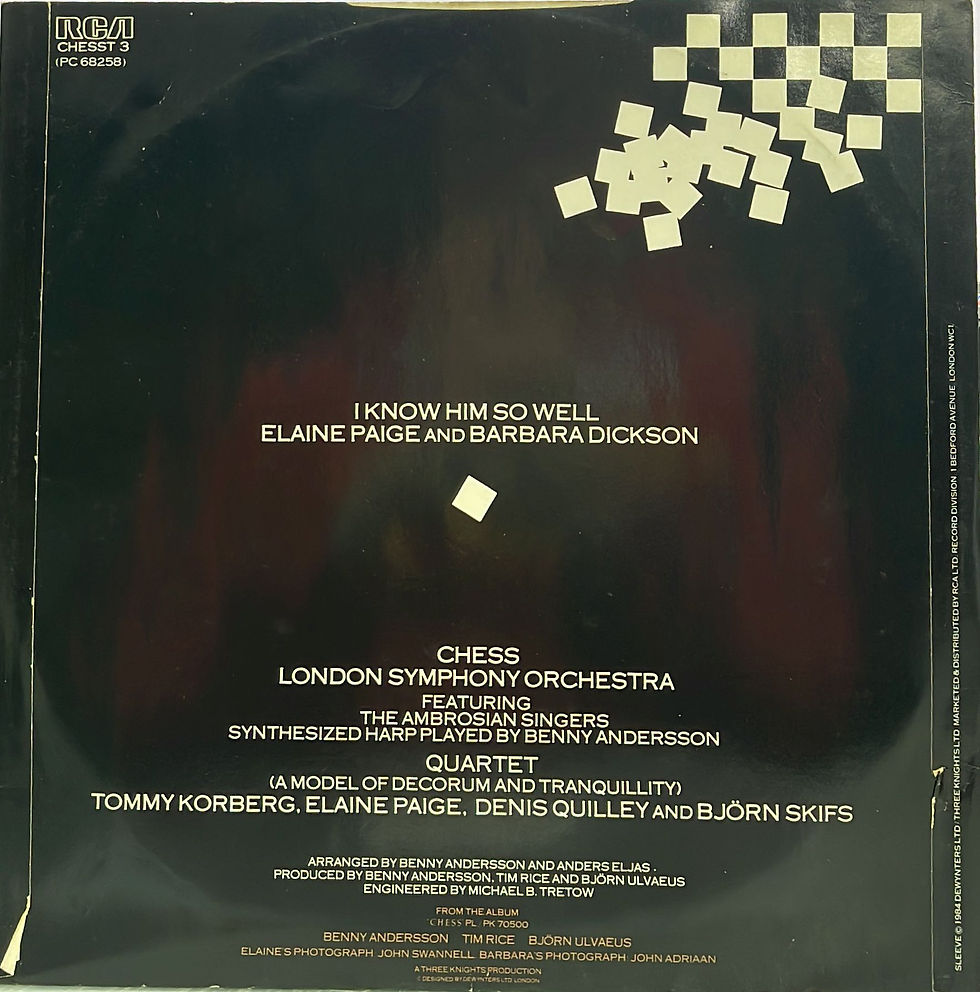 RCA
CHESST 3
(PC 68258)
I KNOW HIM SO WELL
ELAINE PAIGE AND BARBARA DICKSON
CHESS
LONDON SYMPHONY ORCHESTRA
FEATURING
THE AMBROSIAN SINGERS
SYNTHESIZED HARP PLAYED BY BENNY ANDERSSON
QUARTET
(A MODEL OF DECORUM AND TRANQUILLITY)
TOMMY KORBERG, ELAINE PAIGE, DENIS QUILLEY AND BJÖRN SKIFS
ARRANGED BY BENNY ANDERSSON AND ANDERS ELJAS.
PRODUCED BY BENNY ANDERSSON, TIM RICE AND BJÖRN ULVAEUS
ENGINEERED BY MICHAEL B. TRETOW
FROM THE ALBUM
'CHESS' PL / PK 70500
BENNY ANDERSSON TIM RICE BJÖRN ULVAEUS
ELAINE'S PHOTOGRAPH: JOHN SWANNELL. BARBARA'S PHOTOGRAPH: JOHN ADRIAAN
A THREE KNIGHTS PRODUCTION
© DESIGNED BY DEWYNTERS LTD. LONDON
SLEEVE © 1984 DEWYNTERS LTD / THREE KNIGHTS LTD. MARKETED & DISTRIBUTED BY RCA LTD. RECORD DIVISION. 1 BEDFORD AVENUE. LONDON WC1.